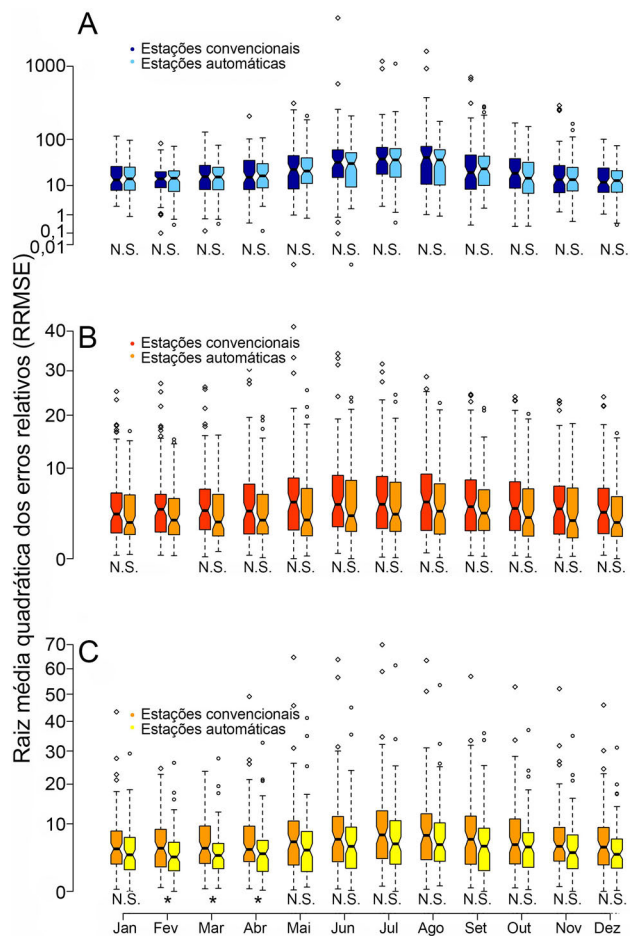 Raiz média quadrática dos erros relativos (RRMSE)
A
Estações convencionais
Estações automáticas
1000
100
10
1
0,1
0,01
N.S. N.S. N.S. N.S. N.S. N.S. N.S. N.S. N.S. N.S. N.S. N.S.
B
Estações convencionais
Estações automáticas
40
30
20
10
0
N.S. N.S. N.S. N.S. N.S. N.S. N.S. N.S. N.S. N.S. N.S.
C
Estações convencionais
Estações automáticas
70
60
50
40
30
20
10
0
N.S. * * * N.S. N.S. N.S. N.S. N.S. N.S. N.S. N.S.
Jan Fev Mar Abr Mai Jun Jul Ago Set Out Nov Dez